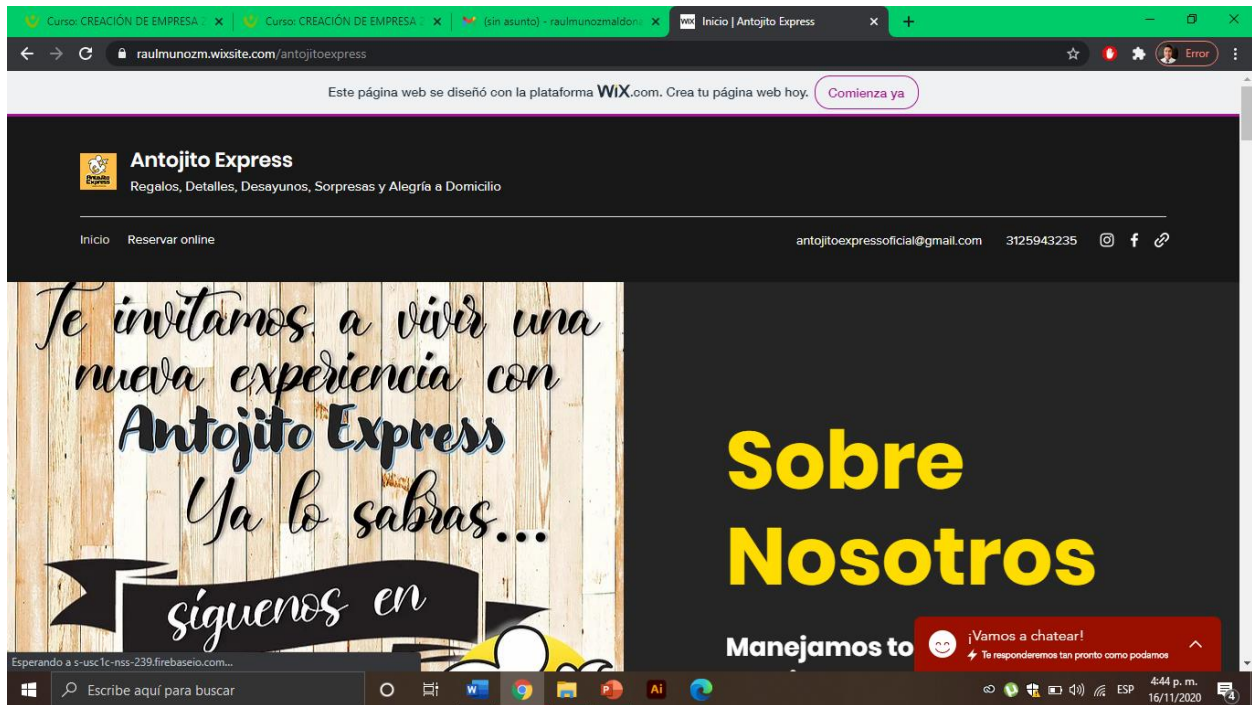 Curso: CREACIÓN DE EMPRESA 2
Curso: CREACIÓN DE EMPRESA 2
(sin asunto) - raulmunozmaldona
WIX Inicio | Antojito Express
raulmunozm.wixsite.com/antojitoexpress
Error
Este página web se diseñó con la plataforma WiX.com. Crea tu página web hoy. Comienza ya
Antojito Express
Regalos, Detalles, Desayunos, Sorpresas y Alegría a Domicilio
Inicio Reservar online antojitoexpressoficial@gmail.com 3125943235
Te invitamos a vivir una
nueva experiencia con
Antojito Express
Ya lo sabras...
síguenos en
Sobre
Nosotros
Manejamos to
¡Vamos a chatear!
Te responderemos tan pronto como podamos
Esperando a s-usc1c-nss-239.firebaseio.com...
Escribe aquí para buscar
ESP
4:44 p. m.
16/11/2020
4